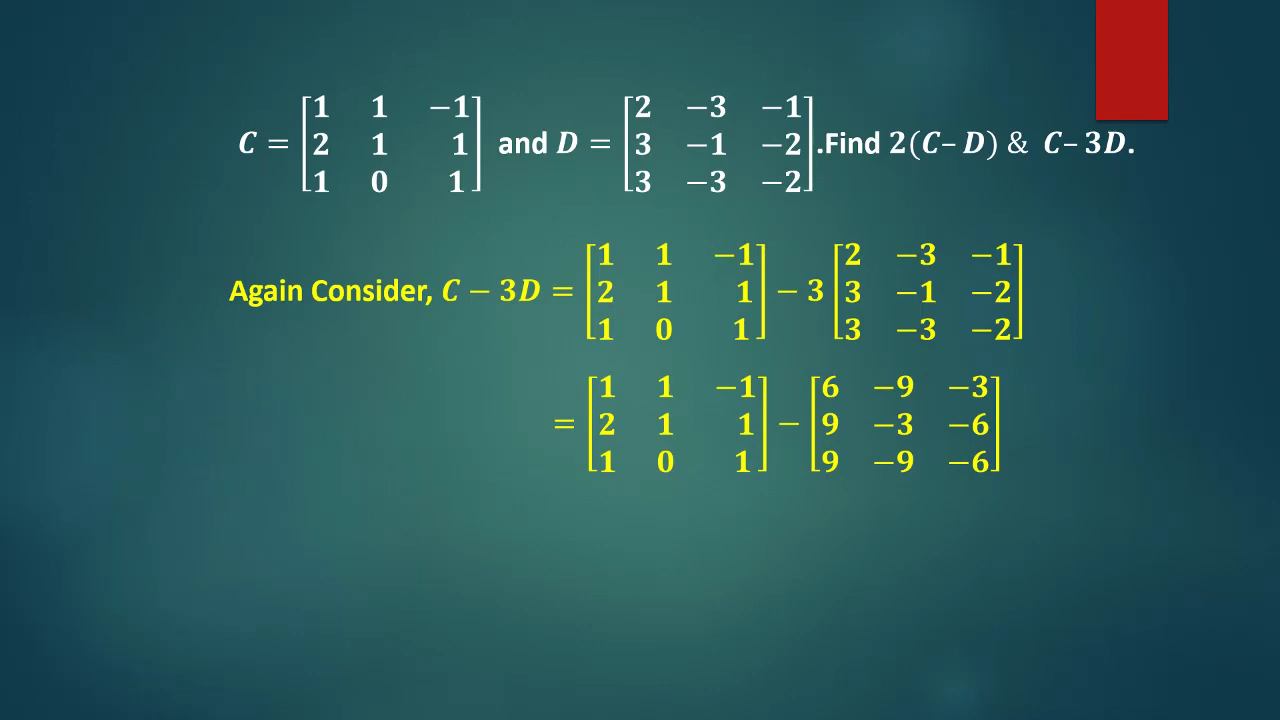 C = [1 1 −1; 2 1 1; 1 0 1] and D = [2 −3 −1; 3 −1 −2; 3 −3 −2] .Find 2(C– D) & C– 3D.
Again Consider, C − 3D = [1 1 −1; 2 1 1; 1 0 1] − 3 [2 −3 −1; 3 −1 −2; 3 −3 −2]
= [1 1 −1; 2 1 1; 1 0 1] − [6 −9 −3; 9 −3 −6; 9 −9 −6]